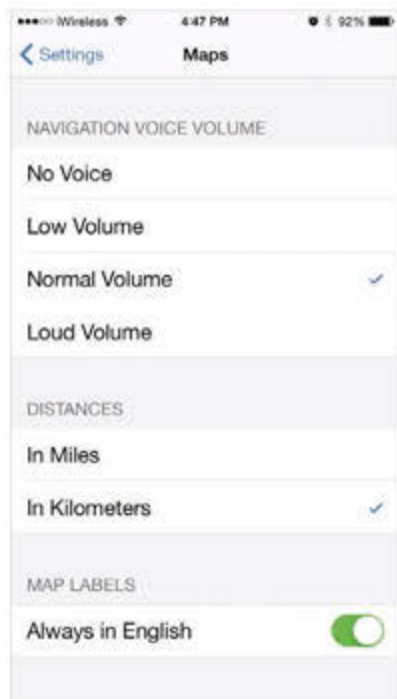 iWireless 4:47 PM 92%
Settings Maps
NAVIGATION VOICE VOLUME
No Voice
Low Volume
Normal Volume
Loud Volume
DISTANCES
In Miles
In Kilometers
MAP LABELS
Always in English